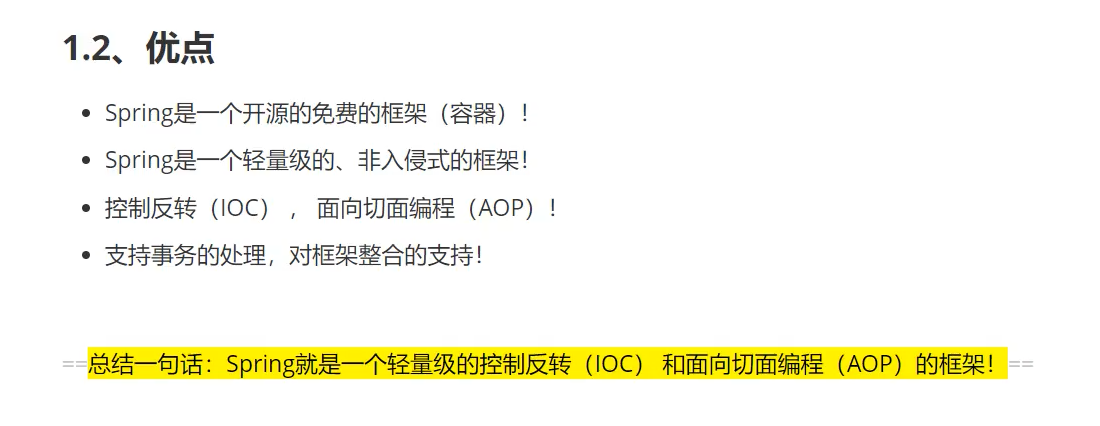 1.2、优点
• Spring是一个开源的免费的框架（容器）！
• Spring是一个轻量级的、非入侵式的框架！
• 控制反转（IOC） ， 面向切面编程（AOP）！
• 支持事务的处理，对框架整合的支持！
==总结一句话：Spring就是一个轻量级的控制反转（IOC） 和面向切面编程（AOP）的框架！==